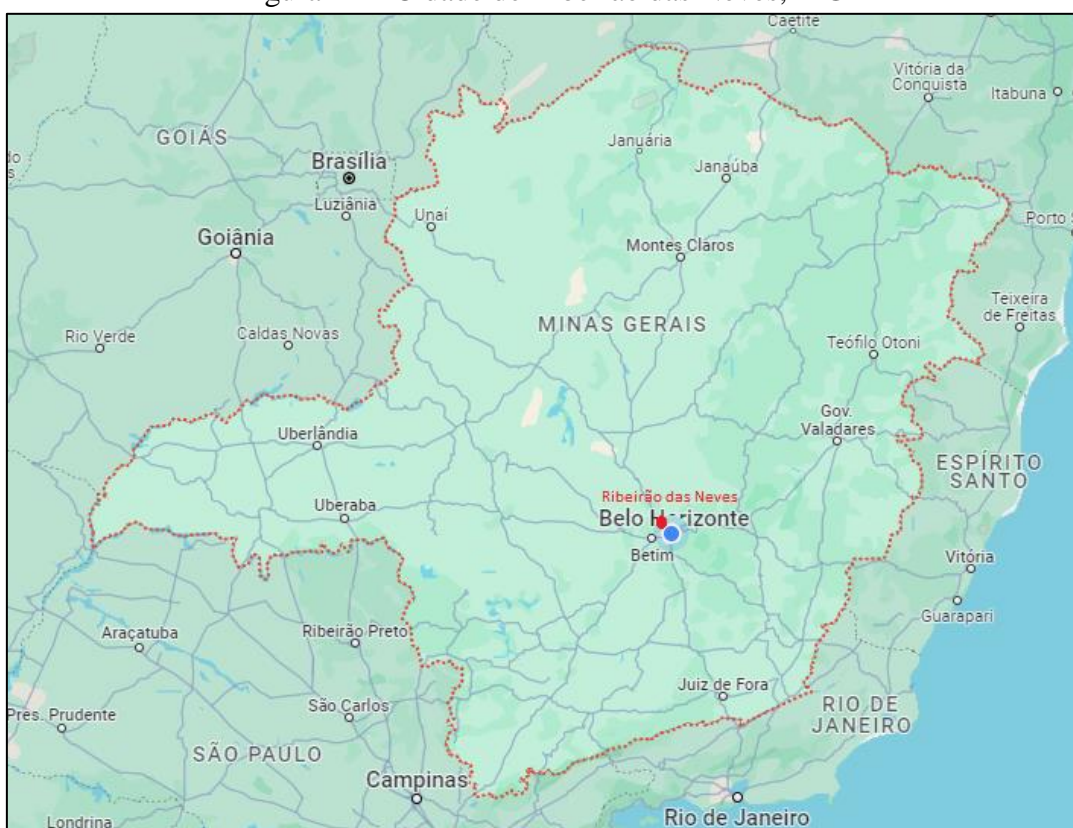 Caetité
Vitória da
Conquista
Itabuna
GOIÁS
Januária
Brasília
Janaúba
Luziânia
Unaí
Porto S
Goiânia
Montes Claros
Teixeira
de Freitas
MINAS GERAIS
Rio Verde
Caldas Novas
Teófilo Otoni
Gov.
Valadares
Uberlândia
ESPÍRITO
SANTO
Uberaba
Ribeirão das Neves
Belo Horizonte
Betim
Vitória
Guarapari
Araçatuba
Ribeirão Preto
Juiz de Fora
RIO DE
JANEIRO
São Carlos
Pres. Prudente
SÃO PAULO
Campinas
Rio de Janeiro
Londrina